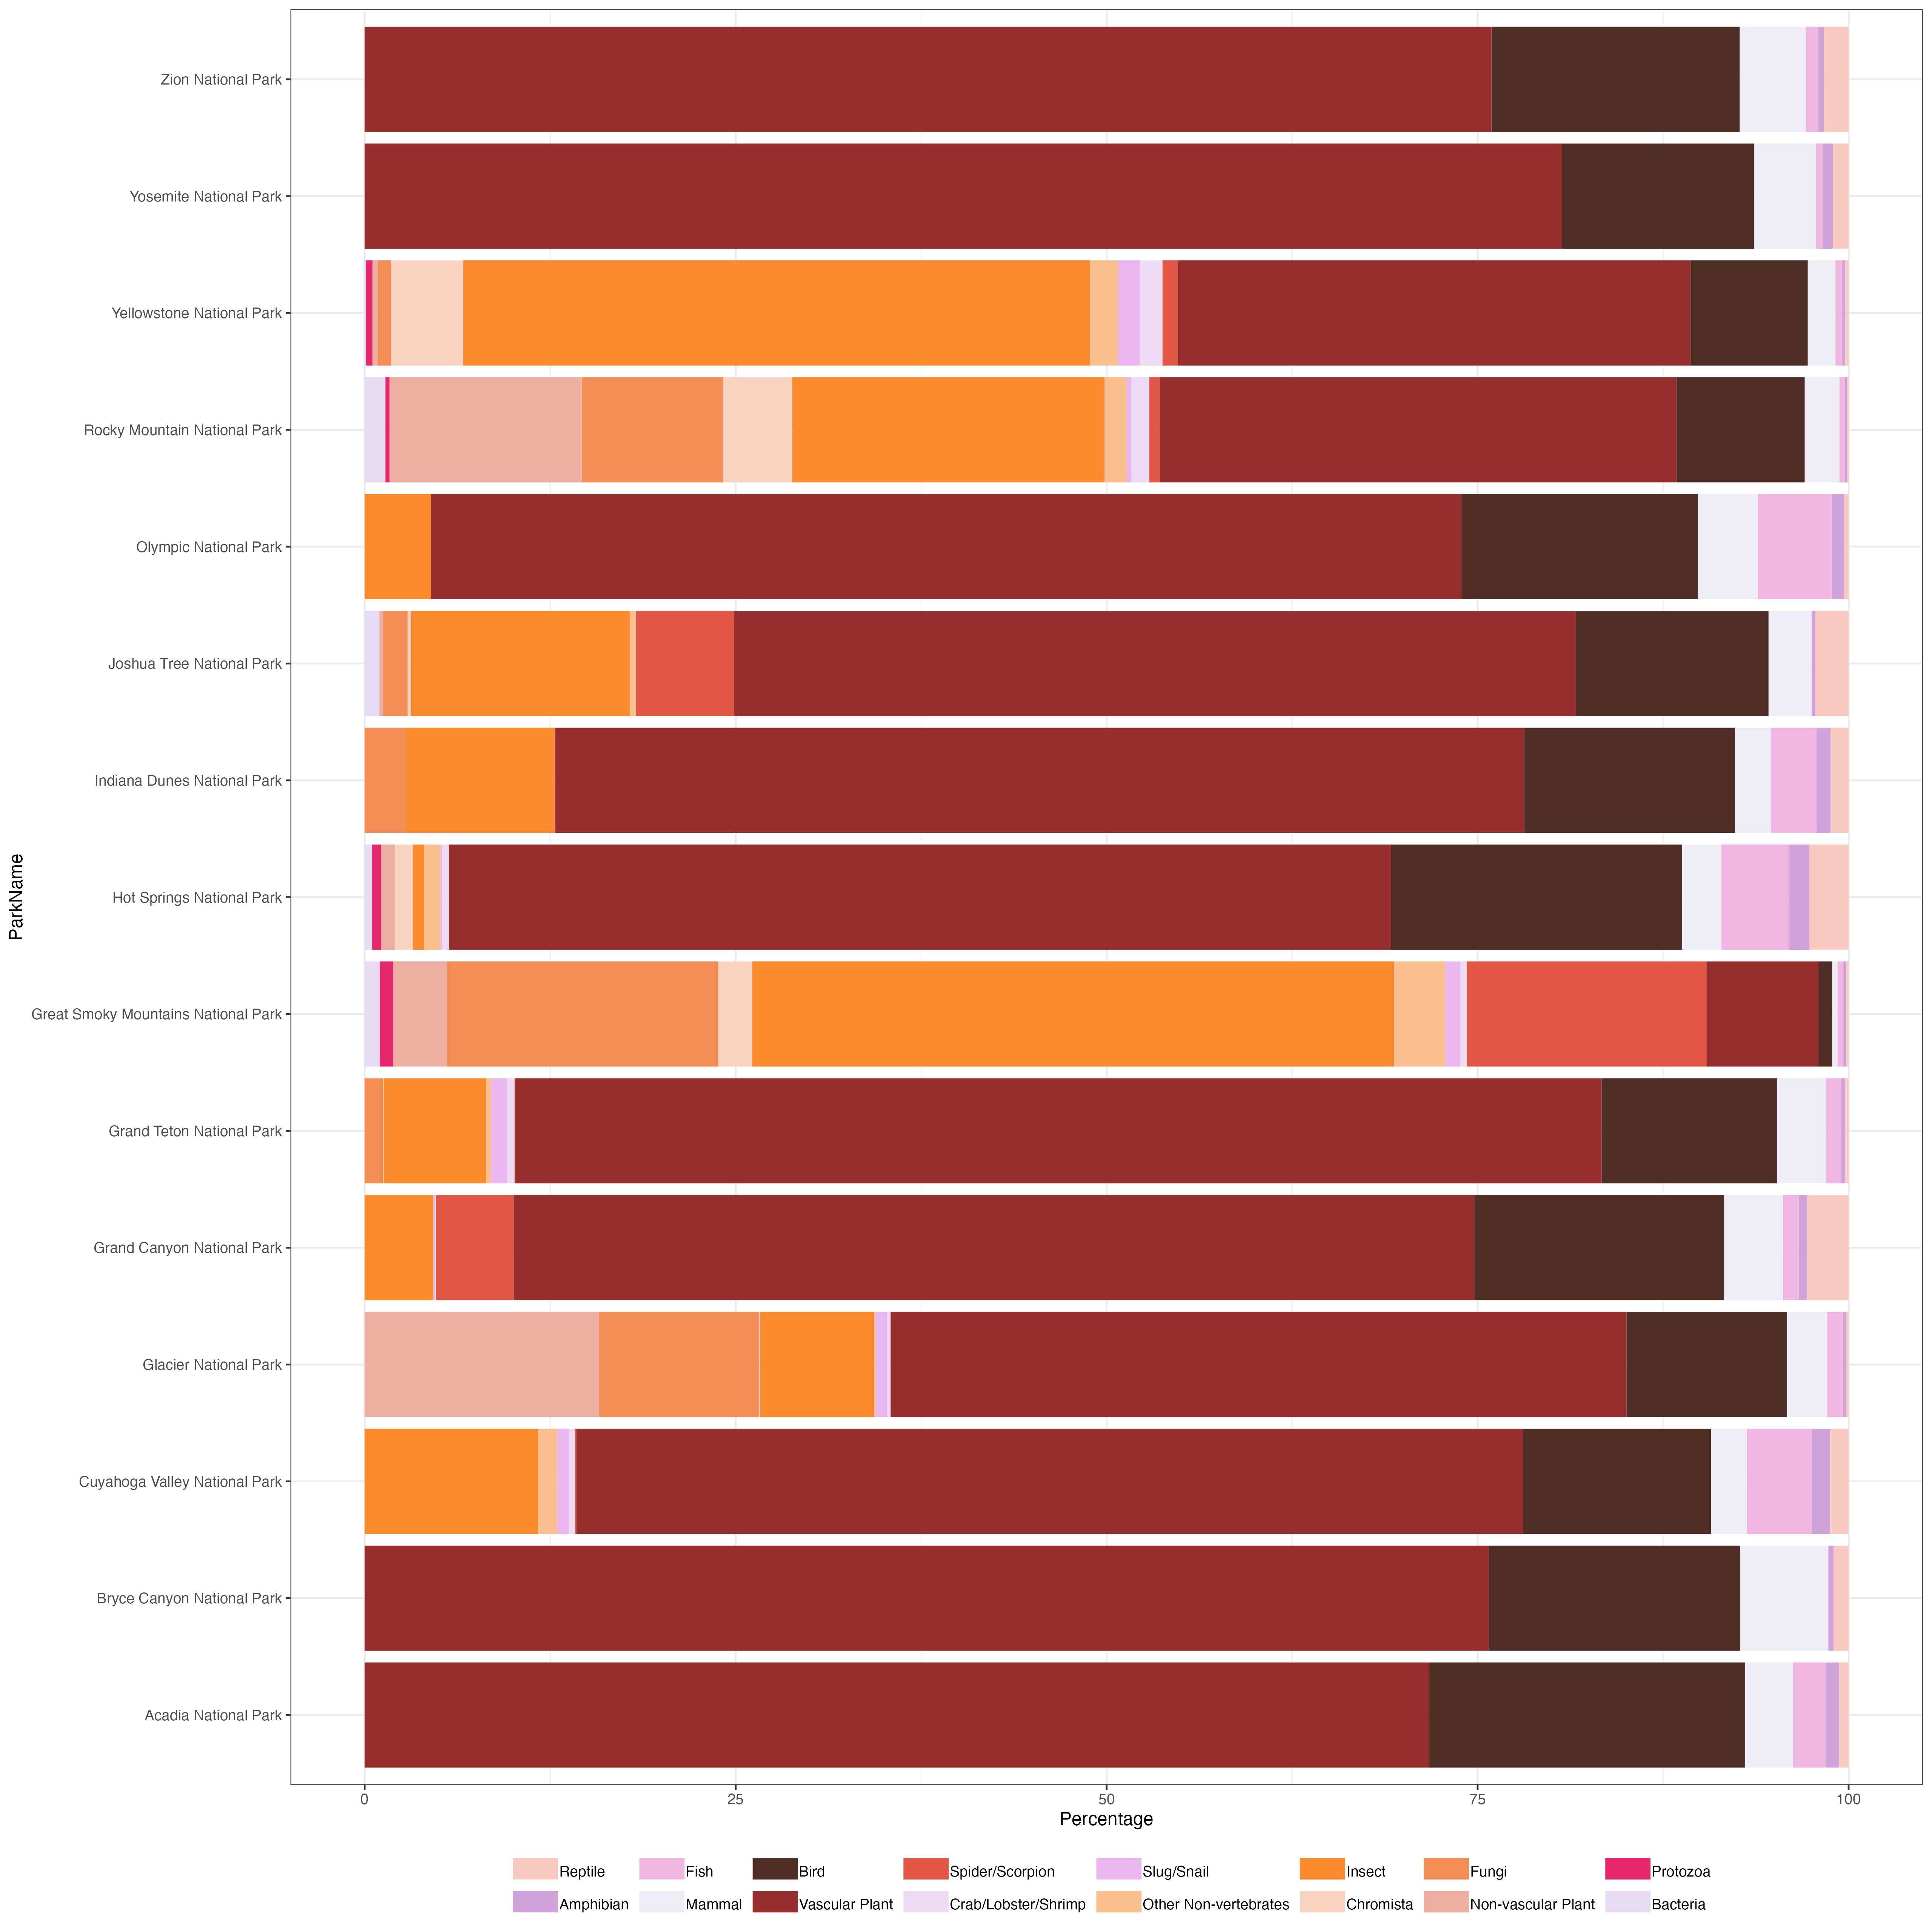 Zion National Park
Yosemite National Park
Yellowstone National Park
Rocky Mountain National Park
Olympic National Park
Joshua Tree National Park
Indiana Dunes National Park
Hot Springs National Park
Great Smoky Mountains National Park
Grand Teton National Park
Grand Canyon National Park
Glacier National Park
Cuyahoga Valley National Park
Bryce Canyon National Park
Acadia National Park
ParkName
0 25 50 75 100
Percentage
Reptile Fish Bird Spider/Scorpion Slug/Snail Insect Fungi Protozoa
Amphibian Mammal Vascular Plant Crab/Lobster/Shrimp Other Non-vertebrates Chromista Non-vascular Plant Bacteria